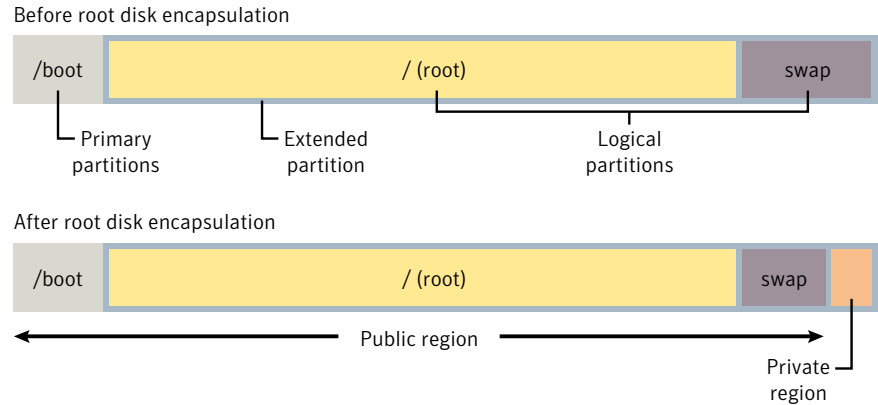 Before root disk encapsulation
/boot
/ (root)
swap
Primary
partitions
Extended
partition
Logical
partitions
After root disk encapsulation
/boot
/ (root)
swap
Public region
Private
region